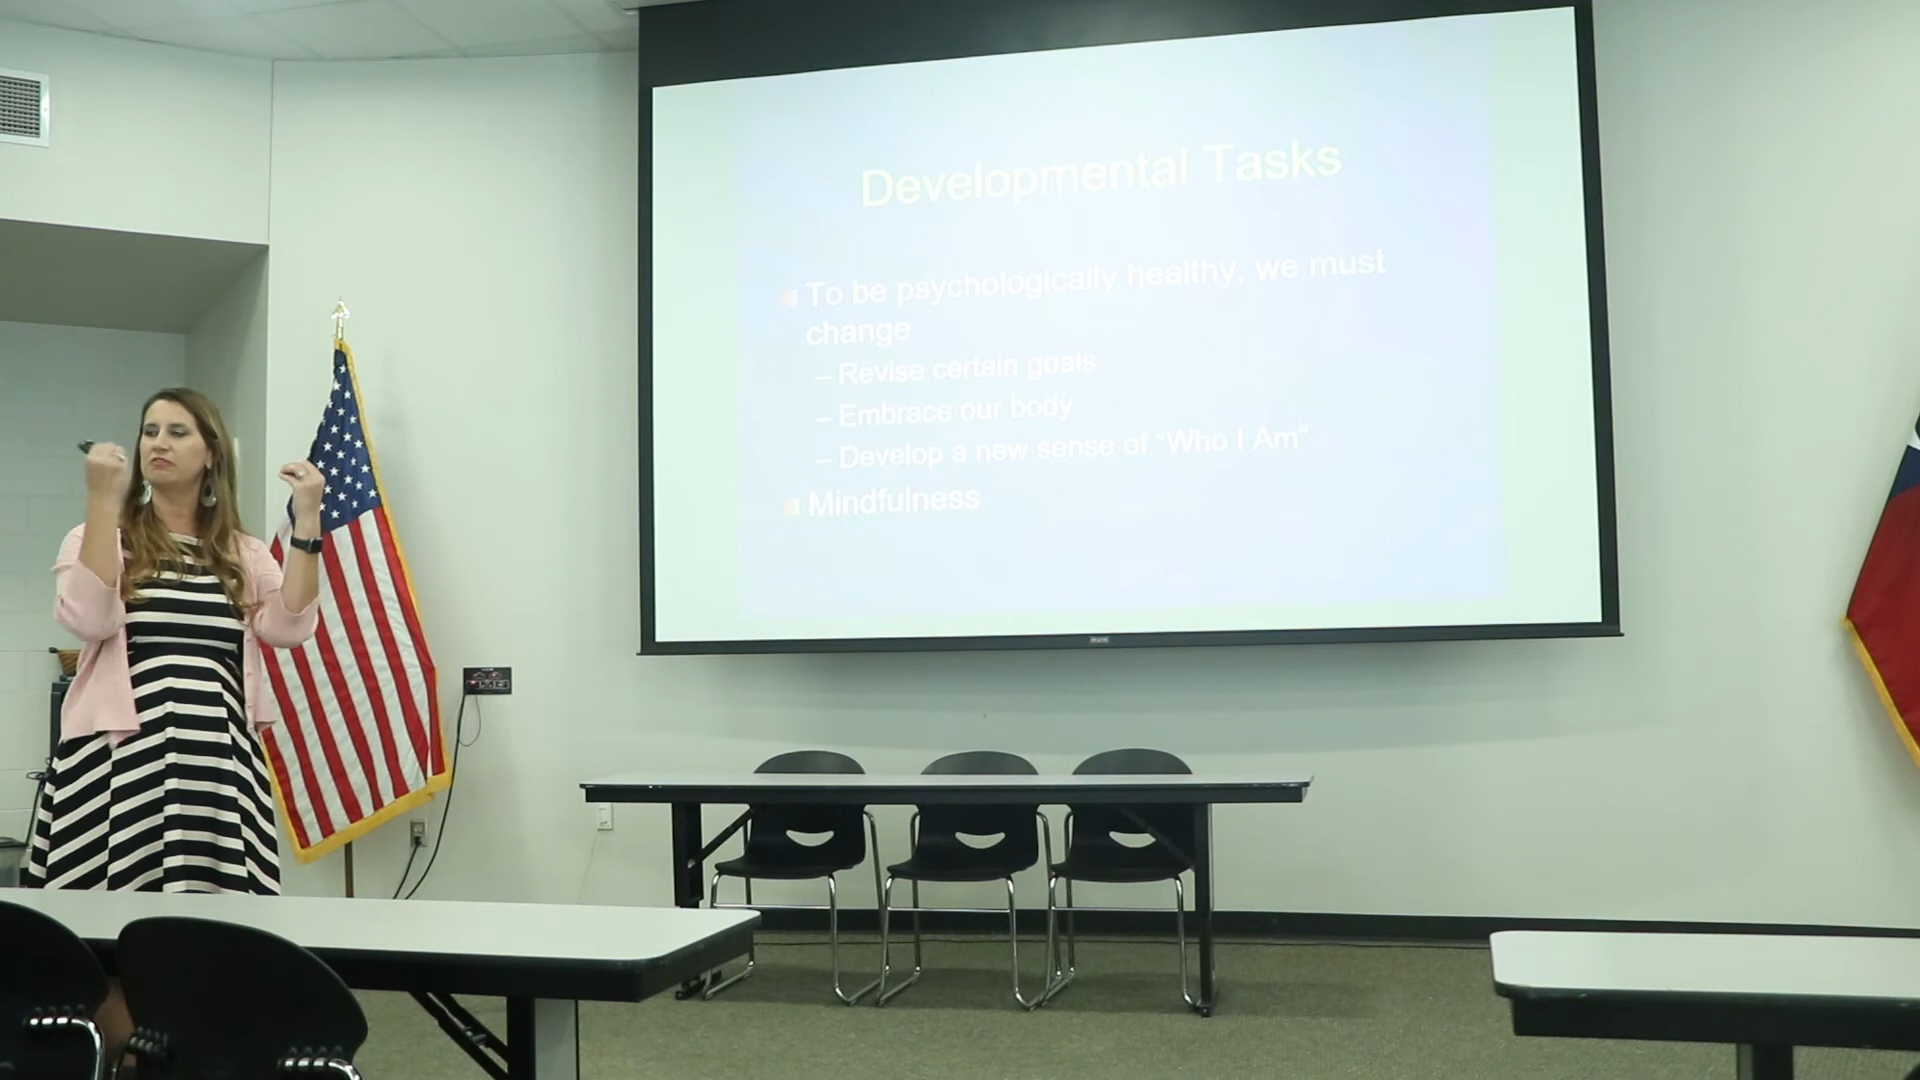 Developmental Tasks
To be psychologically healthy, we must
change
– Revise certain goals
– Embrace our body
– Develop a new sense of "Who I Am"
Mindfulness